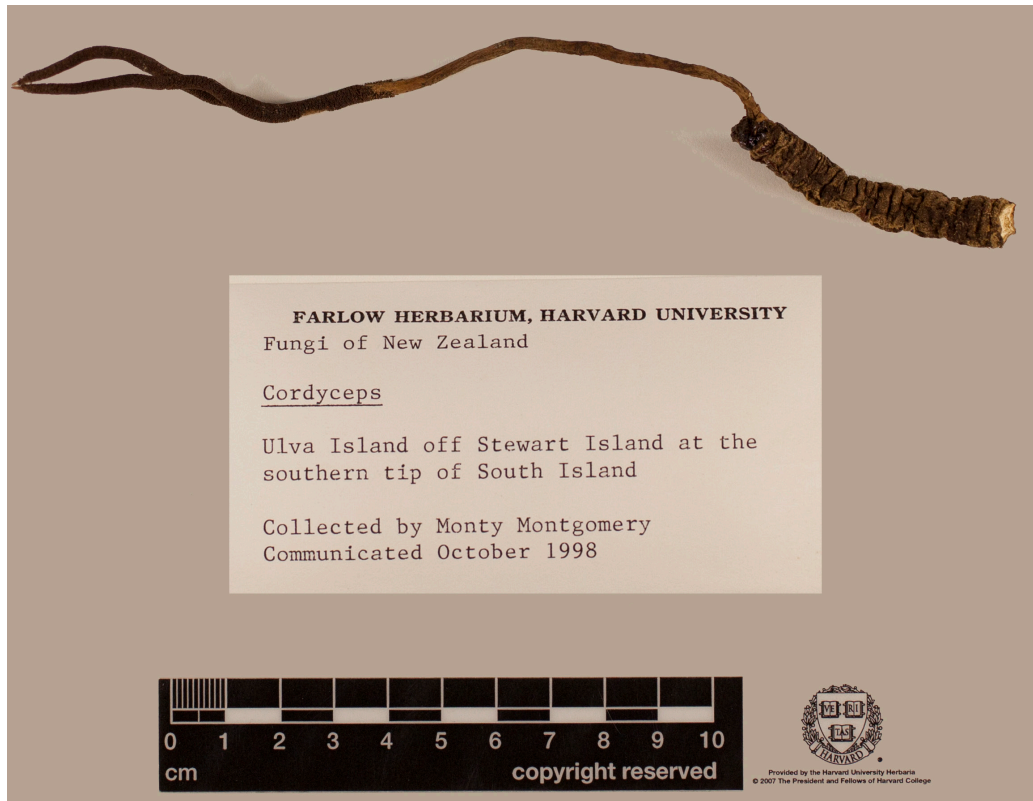 FARLOW HERBARIUM, HARVARD UNIVERSITY
Fungi of New Zealand
Cordyceps
Ulva Island off Stewart Island at the
southern tip of South Island
Collected by Monty Montgomery
Communicated October 1998
0 1 2 3 4 5 6 7 8 9 10
cm copyright reserved
VE RI
TAS
HARVARD
Provided by the Harvard University Herbaria
© 2007 The President and Fellows of Harvard College